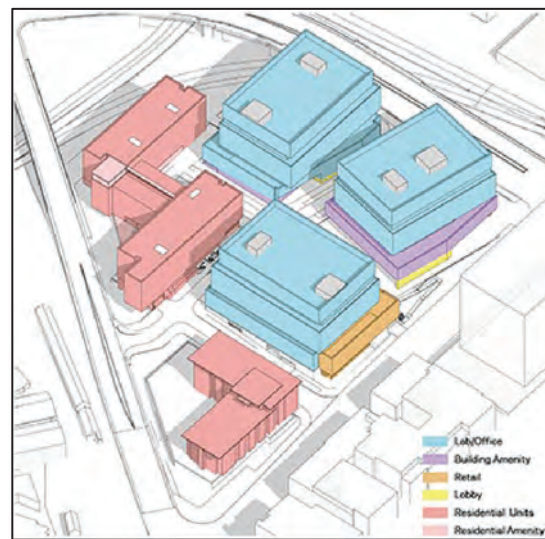 Lab/Office
Building Amenity
Retail
Lobby
Residential Units
Residential Amenity